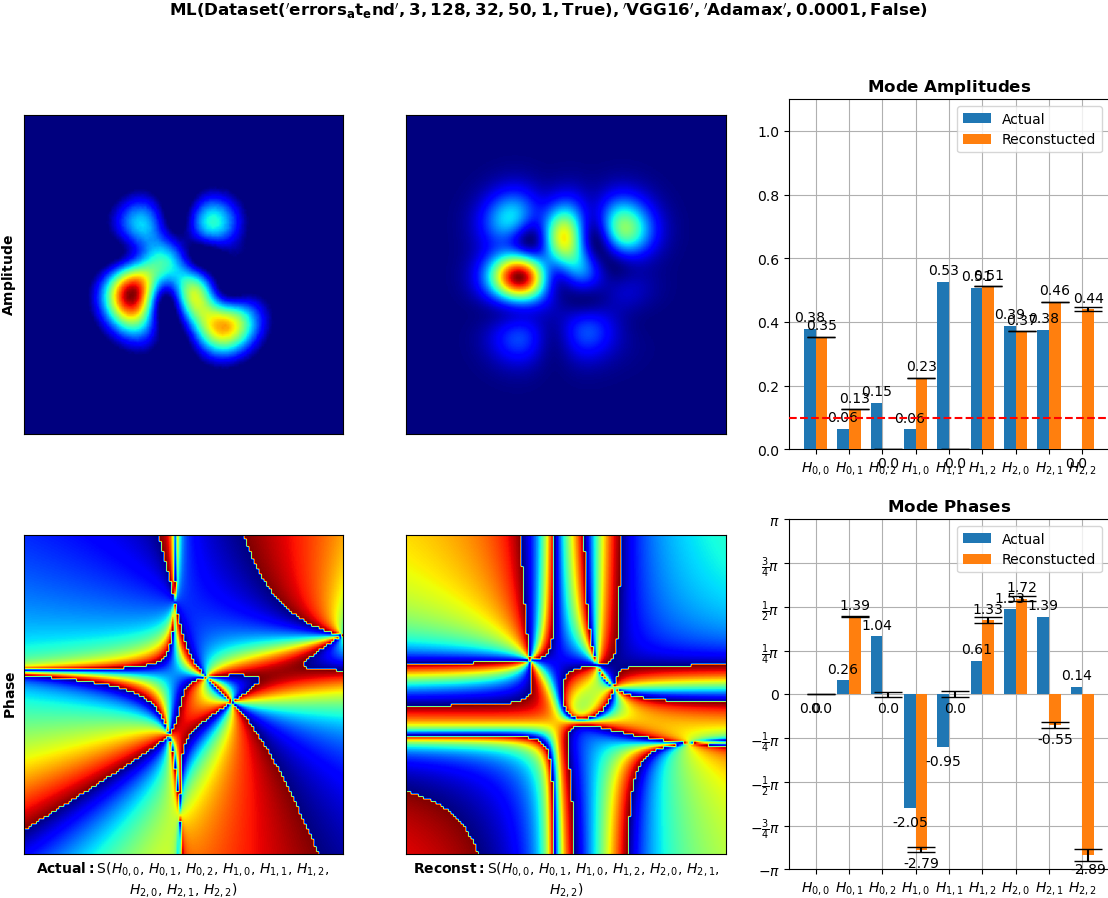 ML(Dataset('errors_at_end', 3, 128, 32, 50, 1, True), 'VGG16', 'Adamax', 0.0001, False)
Amplitude
Mode Amplitudes
Actual
Reconstucted
1.0
0.8
0.6
0.4
0.2
0.0
0.38
0.35
0.06
0.13
0.15
0.0
0.06
0.23
0.53
0.0
0.51
0.51
0.39
0.37
0.38
0.46
0.0
0.44
H0,0 H0,1 H0,2 H1,0 H1,1 H1,2 H2,0 H2,1 H2,2
Phase
Mode Phases
Actual
Reconstucted
π
3/4π
1/2π
1/4π
0
−1/4π
−1/2π
−3/4π
−π
0.0
0.0
0.26
1.39
1.04
0.0
-2.05
-2.79
-0.95
0.0
0.61
1.33
1.53
1.72
1.39
-0.55
0.14
-2.89
H0,0 H0,1 H0,2 H1,0 H1,1 H1,2 H2,0 H2,1 H2,2
Actual: S(H0,0, H0,1, H0,2, H1,0, H1,1, H1,2,
H2,0, H2,1, H2,2)
Reconst: S(H0,0, H0,1, H1,0, H1,2, H2,0, H2,1,
H2,2)